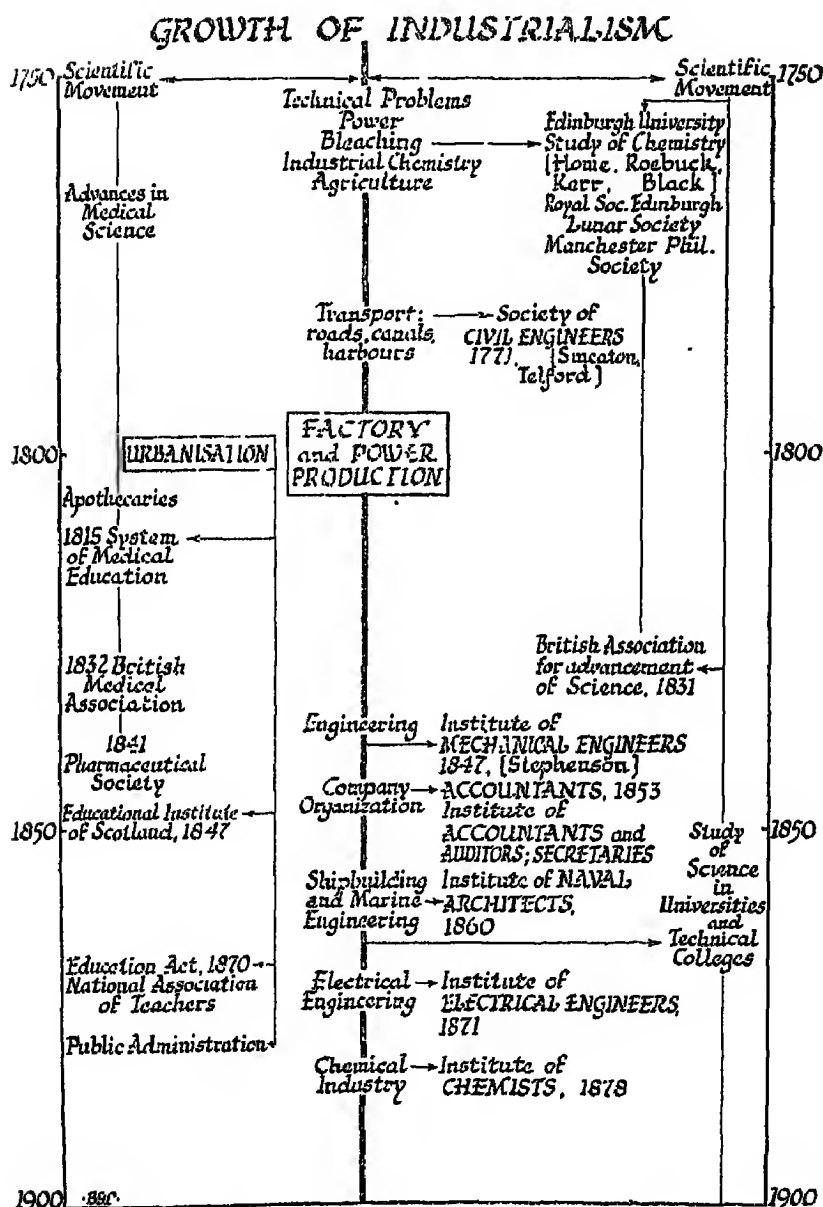 GROWTH OF INDUSTRIALISM
1750
Scientific
Movement
Technical Problems
Power
Bleaching
Industrial Chemistry
Agriculture
Scientific
Movement
1750
Edinburgh University
Study of Chemistry
[Home, Roebuck,
Kerr, Black]
Royal Soc. Edinburgh
Lunar Society
Manchester Phil.
Society
Advances in
Medical
Science
Transport:
roads, canals,
harbours
Society of
CIVIL ENGINEERS
1771. [Smeaton,
Telford]
1800
URBANISATION
FACTORY
and POWER
PRODUCTION
1800
Apothecaries
1815 System
of Medical
Education
1832 British
Medical
Association
British Association
for advancement
of Science, 1831
1841
Pharmaceutical
Society
Engineering
Institute of
MECHANICAL ENGINEERS
1847, [Stephenson]
Company
Organization
ACCOUNTANTS, 1853
Institute of
ACCOUNTANTS and
AUDITORS; SECRETARIES
Educational Institute
of Scotland, 1847
1850
1850
Study
of
Science
in
Universities
and
Technical
Colleges
Shipbuilding
and Marine
Engineering
Institute of NAVAL
ARCHITECTS,
1860
Education Act, 1870
National Association
of Teachers
Electrical
Engineering
Institute of
ELECTRICAL ENGINEERS,
1871
Public Administration
Chemical
Industry
Institute of
CHEMISTS, 1878
1900
1900